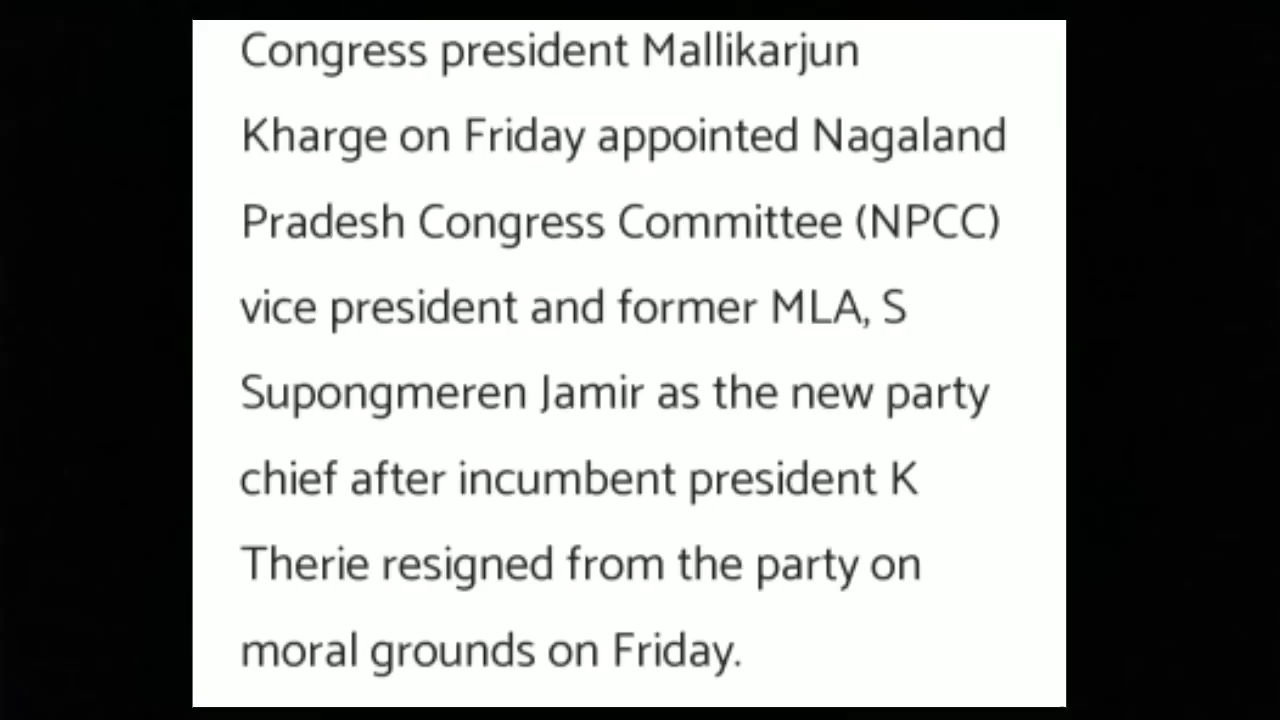 Congress president Mallikarjun
Kharge on Friday appointed Nagaland
Pradesh Congress Committee (NPCC)
vice president and former MLA, S
Supongmeren Jamir as the new party
chief after incumbent president K
Therie resigned from the party on
moral grounds on Friday.